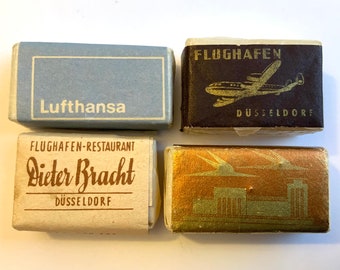 Lufthansa
FLUGHAFEN
DÜSSELDORF
FLUGHAFEN-RESTAURANT
Dieter Bracht
DÜSSELDORF